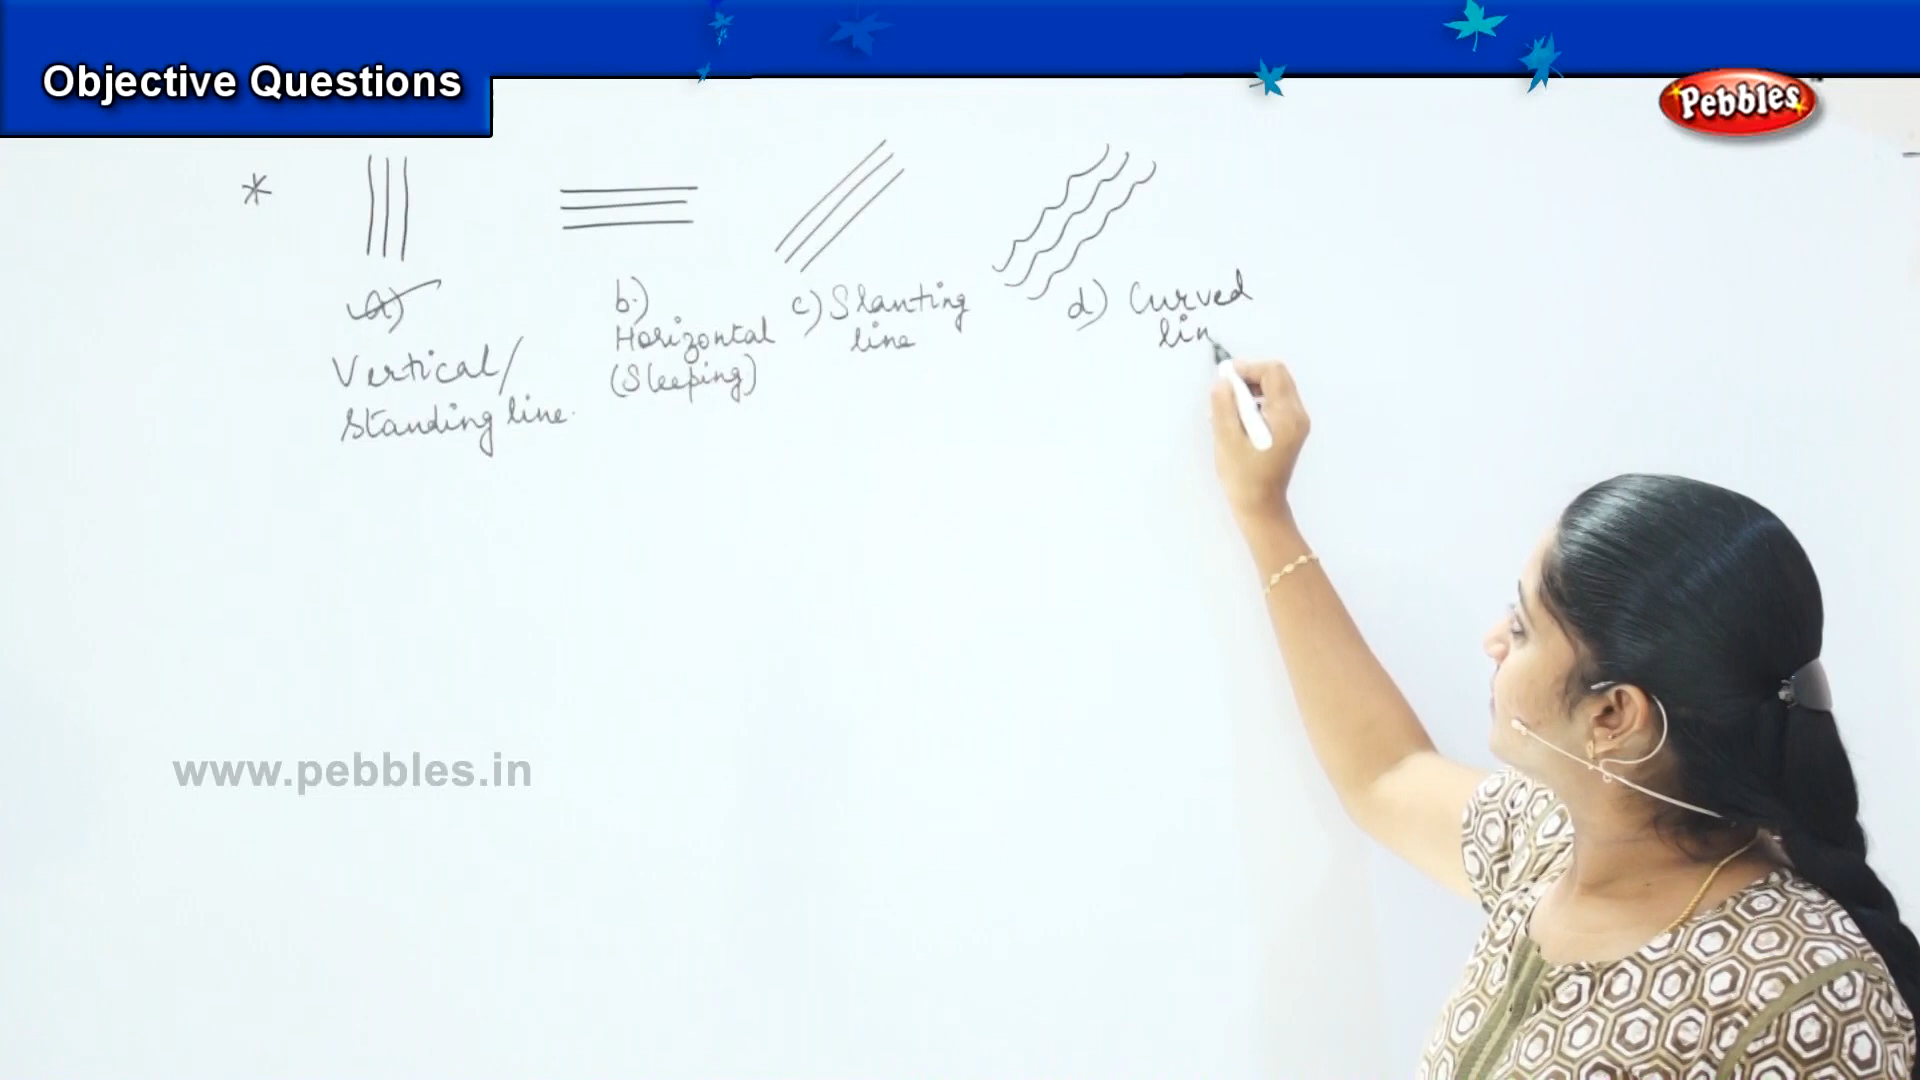 Objective Questions
Pebbles
*
a)
Vertical/
Standing line.
b)
Horizontal
(Sleeping)
c) Slanting
line
d) Curved
lin
www.pebbles.in